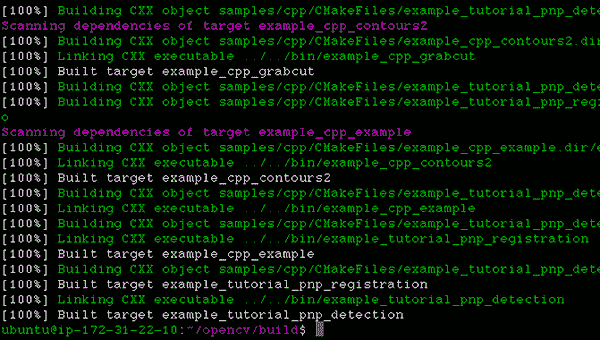 [100%] Building CXX object samples/cpp/CMakeFiles/example_tutorial_pnp_dete
Scanning dependencies of target example_cpp_contours2
[100%] Building CXX object samples/cpp/CMakeFiles/example_cpp_contours2.dir
[100%] Linking CXX executable ../../bin/example_cpp_grabcut
[100%] Built target example_cpp_grabcut
[100%] Building CXX object samples/cpp/CMakeFiles/example_tutorial_pnp_dete
[100%] Building CXX object samples/cpp/CMakeFiles/example_tutorial_pnp_regi
o
Scanning dependencies of target example_cpp_example
[100%] Building CXX object samples/cpp/CMakeFiles/example_cpp_example.dir/e
[100%] Linking CXX executable ../../bin/example_cpp_contours2
[100%] Built target example_cpp_contours2
[100%] Building CXX object samples/cpp/CMakeFiles/example_tutorial_pnp_dete
[100%] Linking CXX executable ../../bin/example_cpp_example
[100%] Building CXX object samples/cpp/CMakeFiles/example_tutorial_pnp_dete
[100%] Linking CXX executable ../../bin/example_tutorial_pnp_registration
[100%] Built target example_cpp_example
[100%] Building CXX object samples/cpp/CMakeFiles/example_tutorial_pnp_dete
[100%] Built target example_tutorial_pnp_registration
[100%] Linking CXX executable ../../bin/example_tutorial_pnp_detection
[100%] Built target example_tutorial_pnp_detection
ubuntu@ip-172-31-22-10:~/opencv/build$